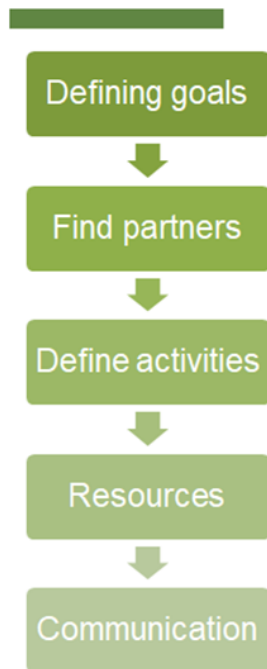 Defining goals
Find partners
Define activities
Resources
Communication